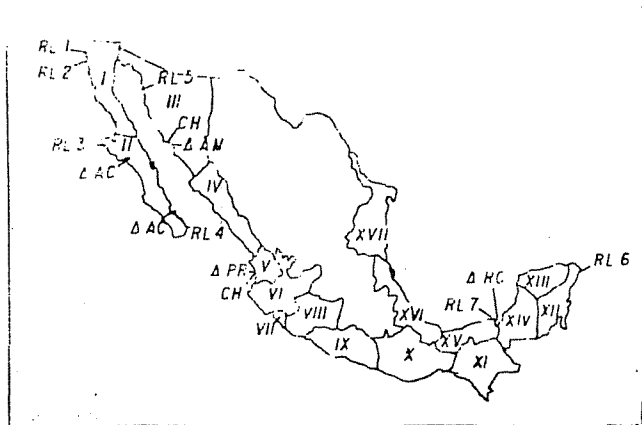 RL 1
RL 2
I
RL 5
III
CH
Δ AM
RL 3
II
Δ AC
IV
Δ AC
RL 4
XVII
Δ PR
V
CH
VI
VII
VIII
IX
X
XVI
XV
XI
Δ RC
RL 7
XIV
XIII
XII
RL 6